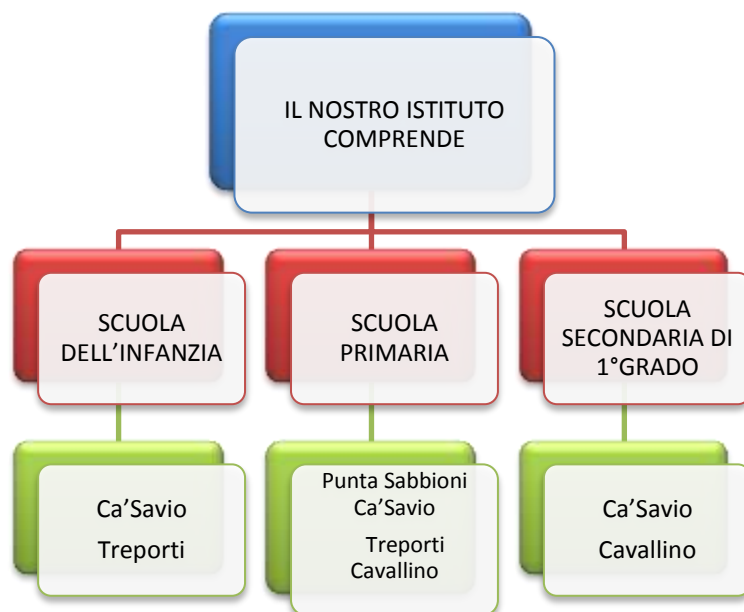 IL NOSTRO ISTITUTO
COMPRENDE
SCUOLA
DELL’INFANZIA
SCUOLA
PRIMARIA
SCUOLA
SECONDARIA DI
1°GRADO
Ca’Savio
Treporti
Punta Sabbioni
Ca’Savio
Treporti
Cavallino
Ca’Savio
Cavallino